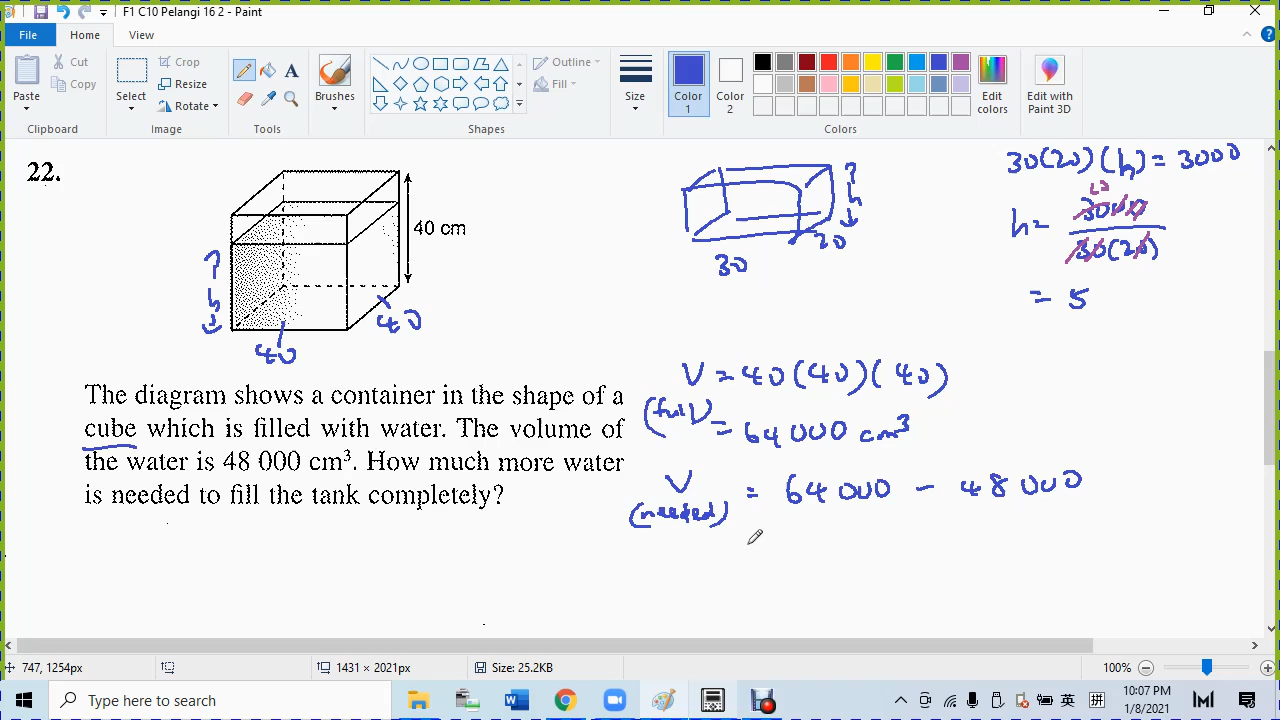 F1 C10 Pelangi 16 2 - Paint
File Home View
Paste
Cut
Copy
Clipboard
Select
Crop
Resize
Rotate
Image
A
Tools
Brushes
Shapes
Outline
Fill
Size
Color 1
Color 2
Colors
Edit colors
Edit with Paint 3D
22.
40 cm
? h
40
40
? h
20
30
30(20)(h) = 3000
h = 3000
30(20)
= 5
V = 40(40)(40)
(full)
= 64 000 cm³
V = 64 000 - 48 000
(needed)
The diagram shows a container in the shape of a
cube which is filled with water. The volume of
the water is 48 000 cm³. How much more water
is needed to fill the tank completely?
747, 1254px
1431 × 2021px
Size: 25.2KB
100%
Type here to search
英
拼
10:07 PM
1/8/2021